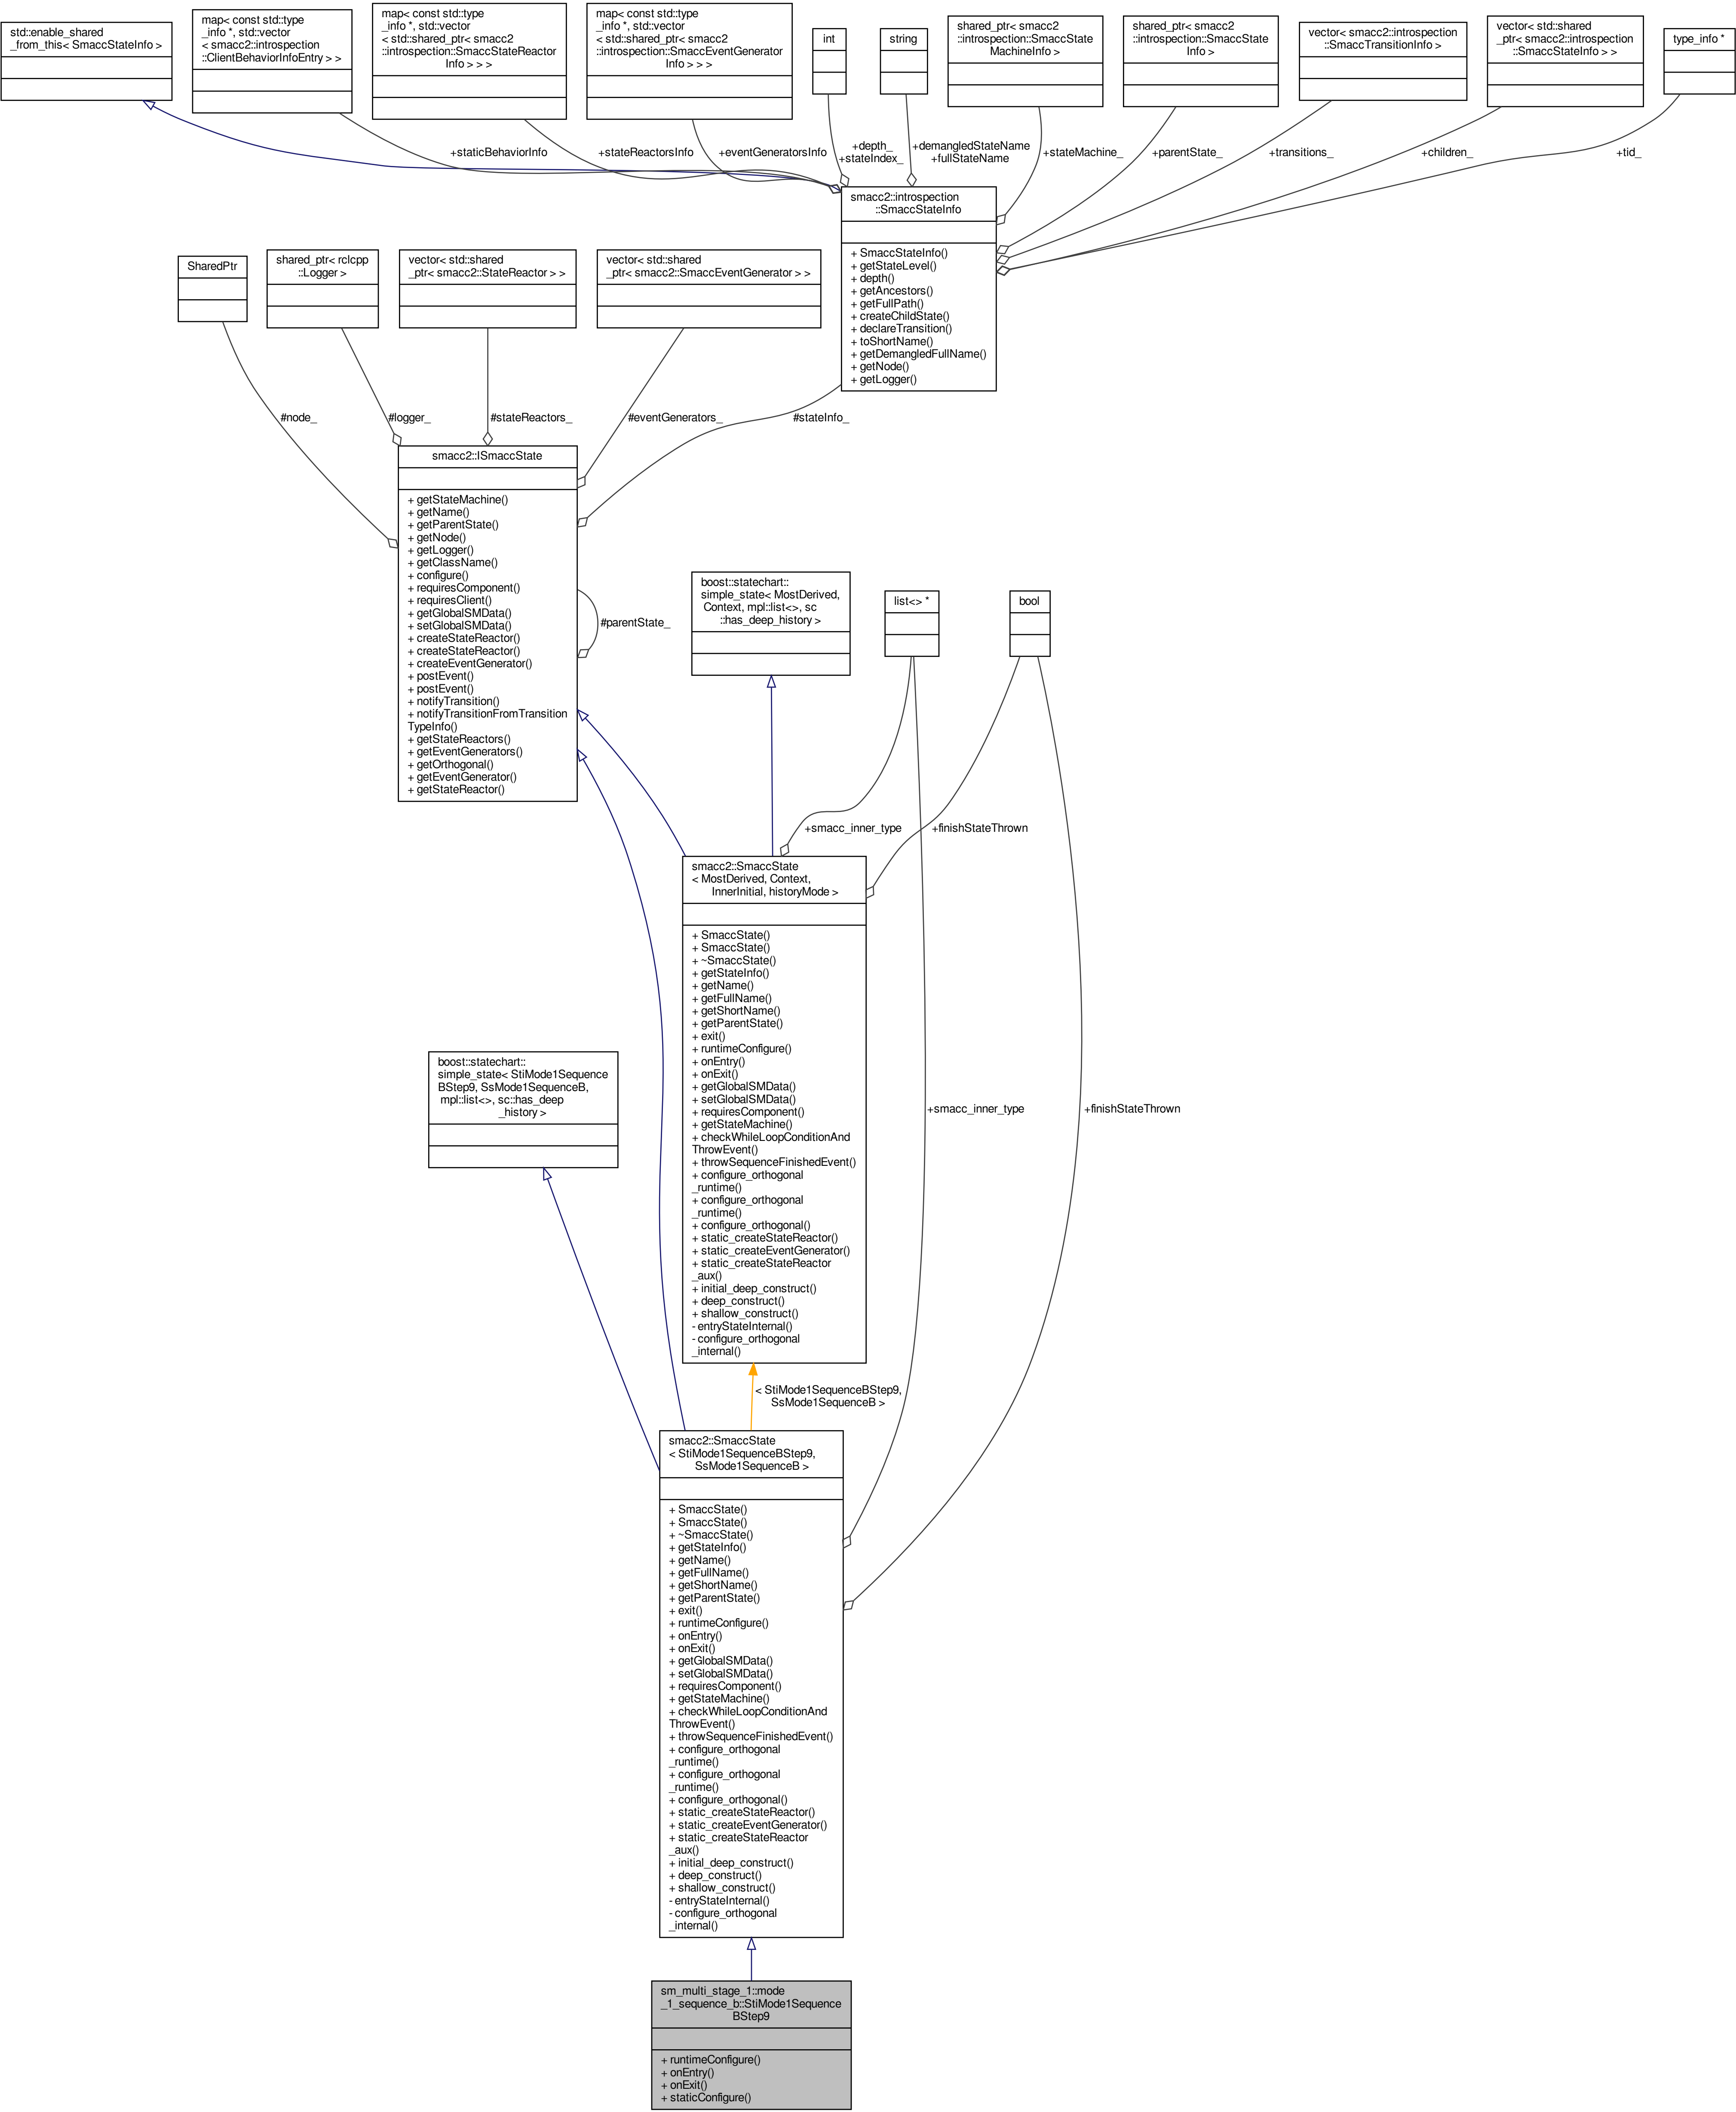 std::enable_shared
_from_this< SmaccStateInfo >
map< const std::type
_info *, std::vector
< smacc2::introspection
::ClientBehaviorInfoEntry > >
map< const std::type
_info *, std::vector
< std::shared_ptr< smacc2
::introspection::SmaccStateReactor
Info > > >
map< const std::type
_info *, std::vector
< std::shared_ptr< smacc2
::introspection::SmaccEventGenerator
Info > > >
int
string
shared_ptr< smacc2
::introspection::SmaccState
MachineInfo >
shared_ptr< smacc2
::introspection::SmaccState
Info >
vector< smacc2::introspection
::SmaccTransitionInfo >
vector< std::shared
_ptr< smacc2::introspection
::SmaccStateInfo > >
type_info *
+staticBehaviorInfo
+stateReactorsInfo
+eventGeneratorsInfo
+depth_
+stateIndex_
+demangledStateName
+fullStateName
+stateMachine_
+parentState_
+transitions_
+children_
+tid_
smacc2::introspection
::SmaccStateInfo
+ SmaccStateInfo()
+ getStateLevel()
+ depth()
+ getAncestors()
+ getFullPath()
+ createChildState()
+ declareTransition()
+ toShortName()
+ getDemangledFullName()
+ getNode()
+ getLogger()
SharedPtr
shared_ptr< rclcpp
::Logger >
vector< std::shared
_ptr< smacc2::StateReactor > >
vector< std::shared
_ptr< smacc2::SmaccEventGenerator > >
#node_
#logger_
#stateReactors_
#eventGenerators_
#stateInfo_
smacc2::ISmaccState
+ getStateMachine()
+ getName()
+ getParentState()
+ getNode()
+ getLogger()
+ getClassName()
+ configure()
+ requiresComponent()
+ requiresClient()
+ getGlobalSMData()
+ setGlobalSMData()
+ createStateReactor()
+ createStateReactor()
+ createEventGenerator()
+ postEvent()
+ postEvent()
+ notifyTransition()
+ notifyTransitionFromTransition
TypeInfo()
+ getStateReactors()
+ getEventGenerators()
+ getOrthogonal()
+ getEventGenerator()
+ getStateReactor()
#parentState_
boost::statechart::
simple_state< MostDerived,
Context, mpl::list<>, sc
::has_deep_history >
list<> *
bool
+smacc_inner_type
+finishStateThrown
smacc2::SmaccState
< MostDerived, Context,
InnerInitial, historyMode >
+ SmaccState()
+ SmaccState()
+ ~SmaccState()
+ getStateInfo()
+ getName()
+ getFullName()
+ getShortName()
+ getParentState()
+ exit()
+ runtimeConfigure()
+ onEntry()
+ onExit()
+ getGlobalSMData()
+ setGlobalSMData()
+ requiresComponent()
+ getStateMachine()
+ checkWhileLoopConditionAnd
ThrowEvent()
+ throwSequenceFinishedEvent()
+ configure_orthogonal
_runtime()
+ configure_orthogonal
_runtime()
+ configure_orthogonal()
+ static_createStateReactor()
+ static_createEventGenerator()
+ static_createStateReactor
_aux()
+ initial_deep_construct()
+ deep_construct()
+ shallow_construct()
- entryStateInternal()
- configure_orthogonal
_internal()
boost::statechart::
simple_state< StiMode1Sequence
BStep9, SsMode1SequenceB,
mpl::list<>, sc::has_deep
_history >
+smacc_inner_type
+finishStateThrown
< StiMode1SequenceBStep9,
SsMode1SequenceB >
smacc2::SmaccState
< StiMode1SequenceBStep9,
SsMode1SequenceB >
+ SmaccState()
+ SmaccState()
+ ~SmaccState()
+ getStateInfo()
+ getName()
+ getFullName()
+ getShortName()
+ getParentState()
+ exit()
+ runtimeConfigure()
+ onEntry()
+ onExit()
+ getGlobalSMData()
+ setGlobalSMData()
+ requiresComponent()
+ getStateMachine()
+ checkWhileLoopConditionAnd
ThrowEvent()
+ throwSequenceFinishedEvent()
+ configure_orthogonal
_runtime()
+ configure_orthogonal
_runtime()
+ configure_orthogonal()
+ static_createStateReactor()
+ static_createEventGenerator()
+ static_createStateReactor
_aux()
+ initial_deep_construct()
+ deep_construct()
+ shallow_construct()
- entryStateInternal()
- configure_orthogonal
_internal()
sm_multi_stage_1::mode
_1_sequence_b::StiMode1Sequence
BStep9
+ runtimeConfigure()
+ onEntry()
+ onExit()
+ staticConfigure()